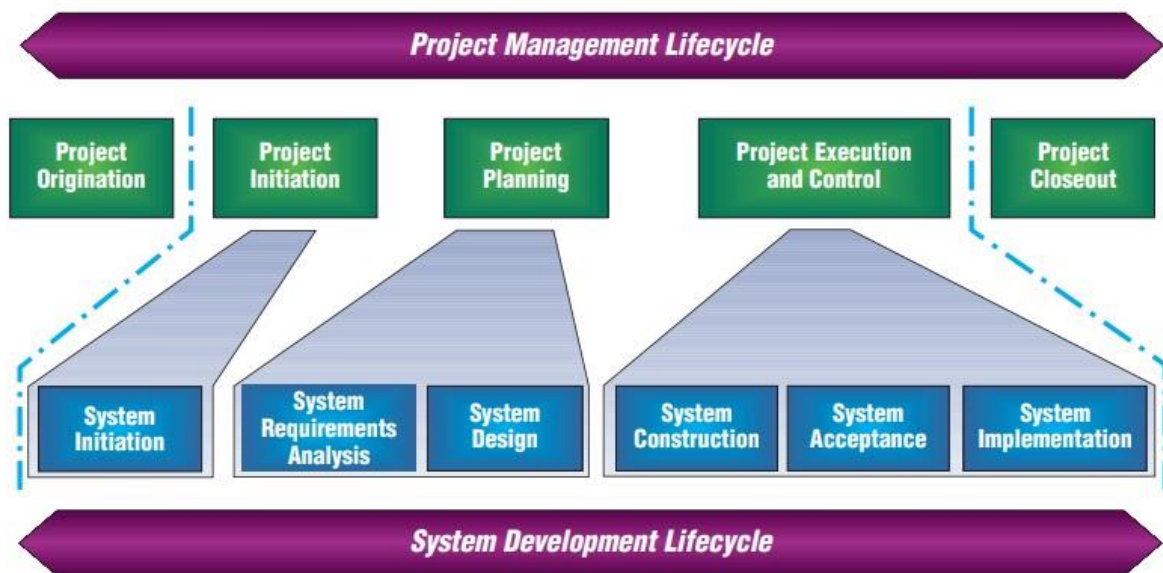 Project Management Lifecycle
Project
Origination
Project
Initiation
Project
Planning
Project Execution
and Control
Project
Closeout
System
Initiation
System
Requirements
Analysis
System
Design
System
Construction
System
Acceptance
System
Implementation
System Development Lifecycle